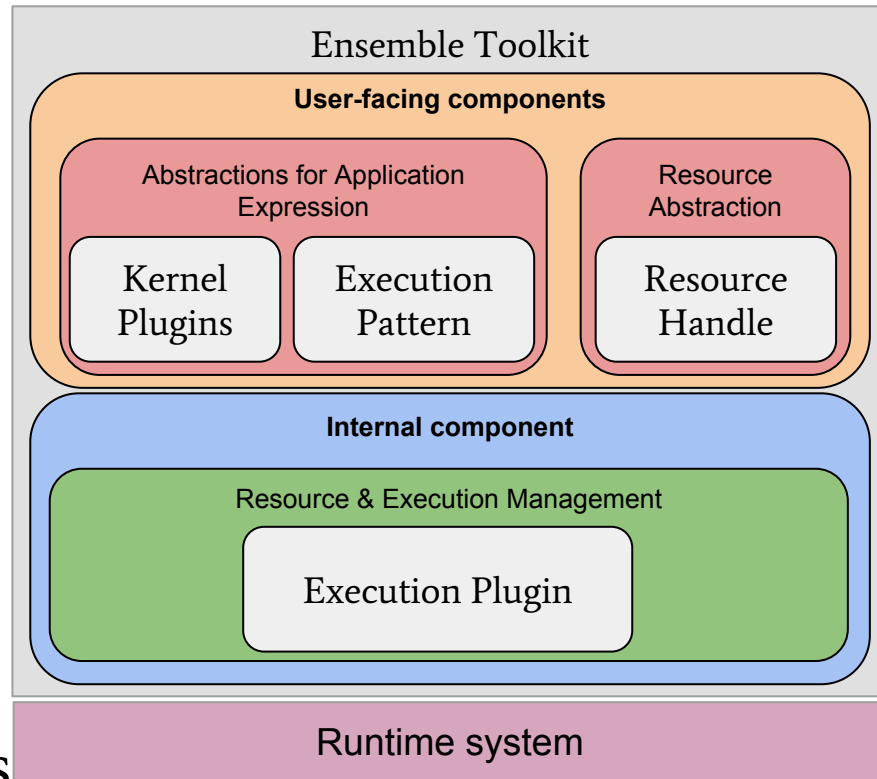 Ensemble Toolkit
User-facing components
Abstractions for Application
Expression
Kernel
Plugins
Execution
Pattern
Resource
Abstraction
Resource
Handle
Internal component
Resource & Execution Management
Execution Plugin
Runtime system
s